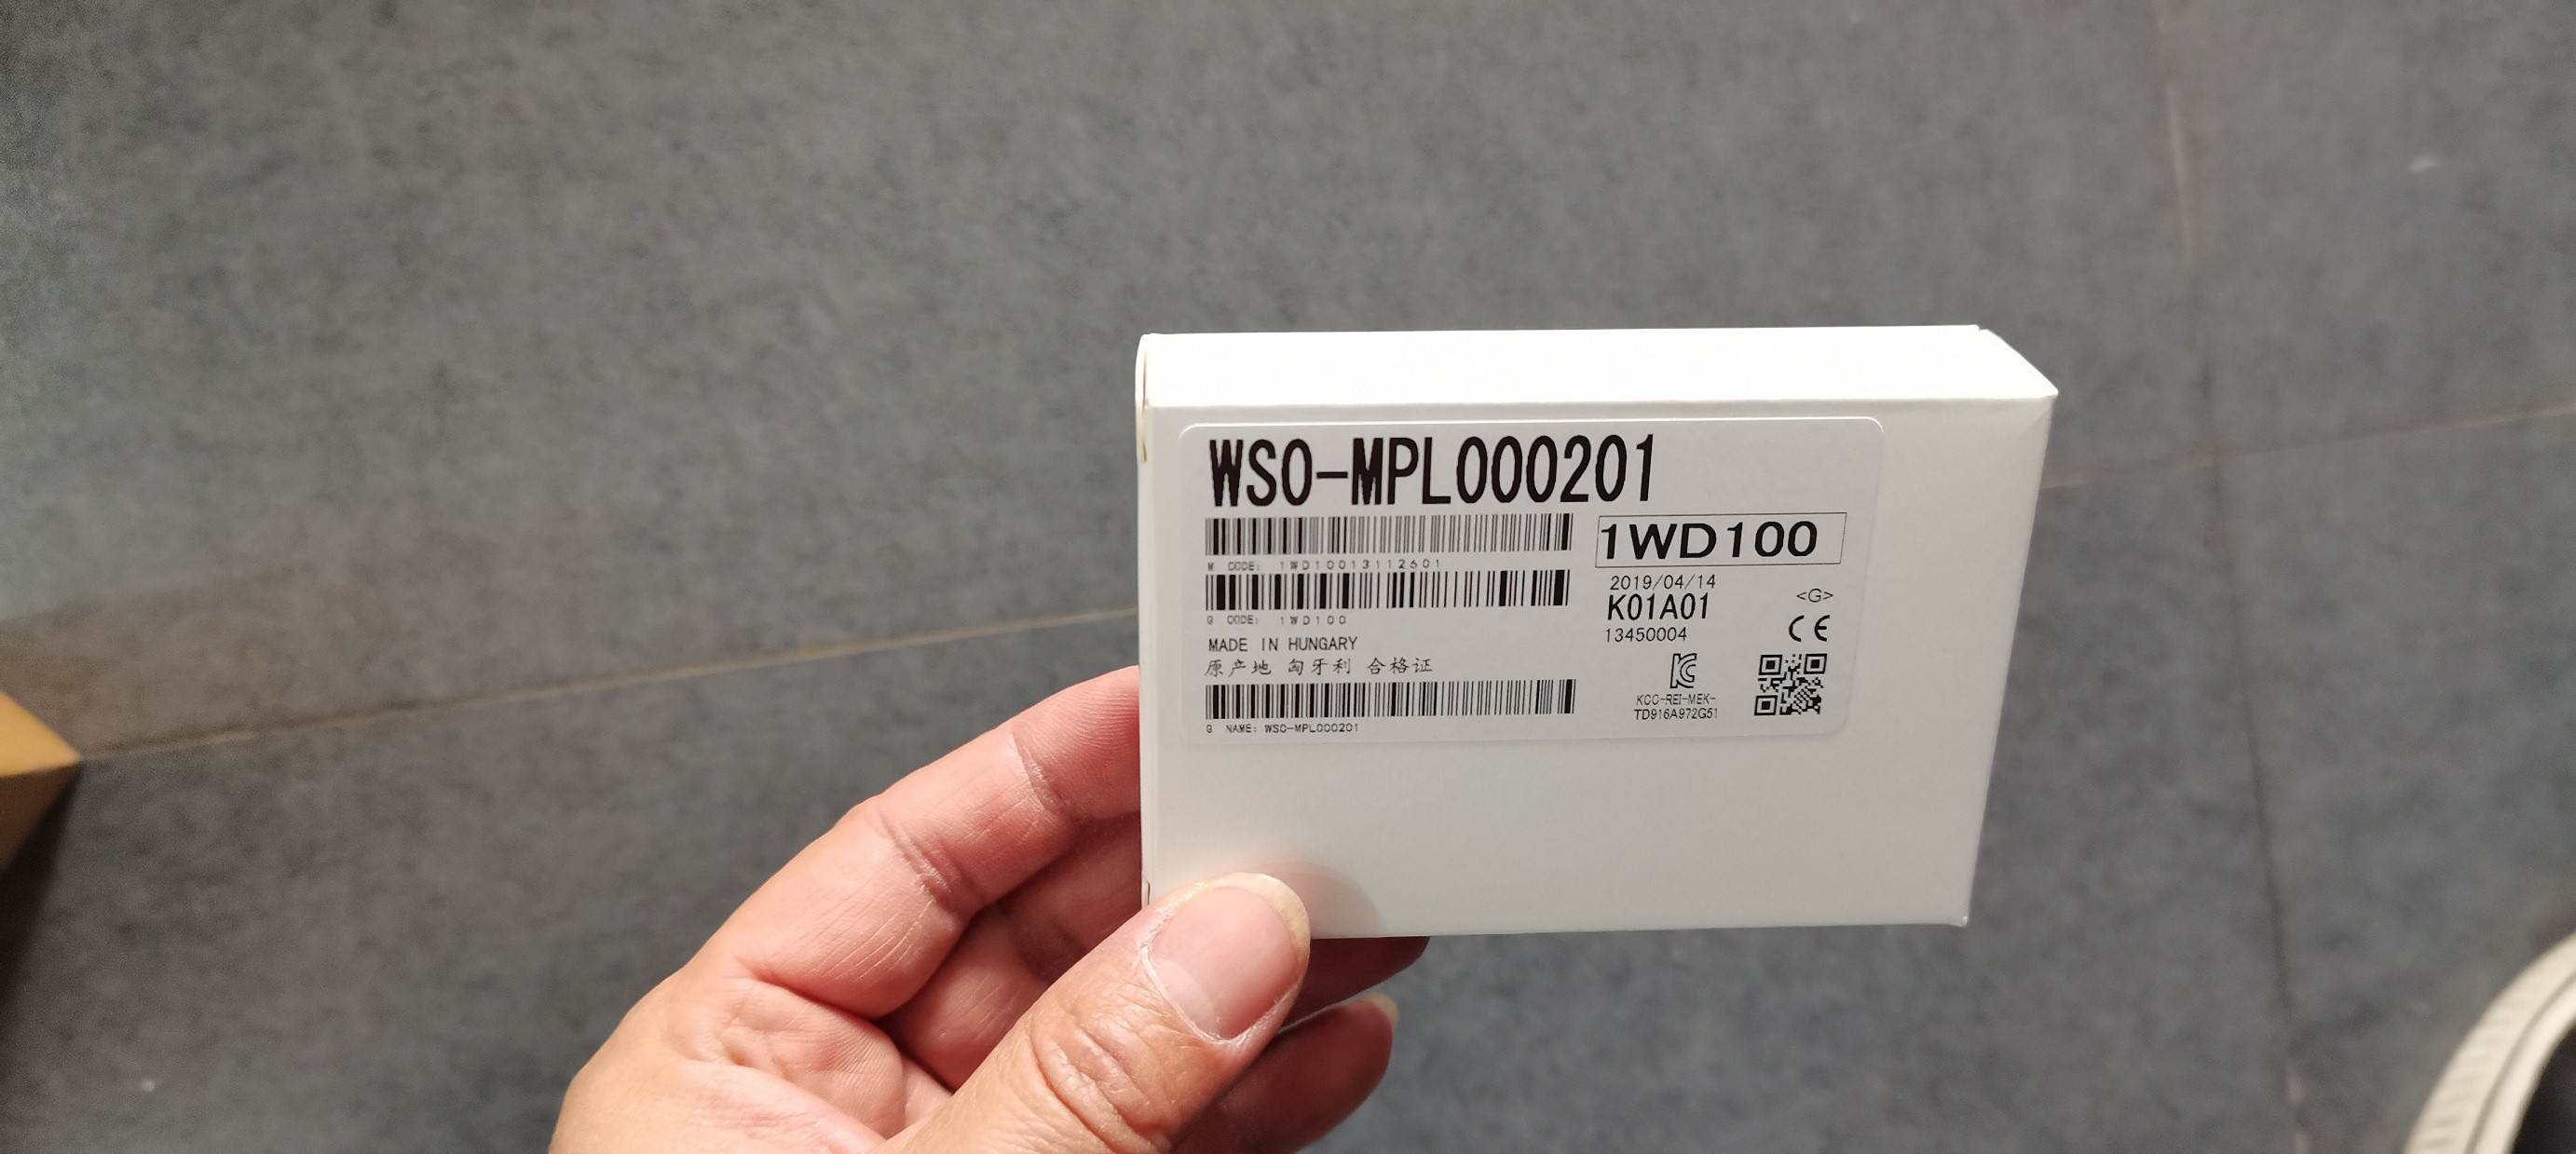 WS0-MPL000201
1WD100
M CODE: 1WD10013112601
2019/04/14
K01A01
<G>
G CODE: 1WD100
13450004
CE
MADE IN HUNGARY
原产地 匈牙利 合格证
KCC-REI-MEK-
TD916A972G51
G NAME: WS0-MPL000201